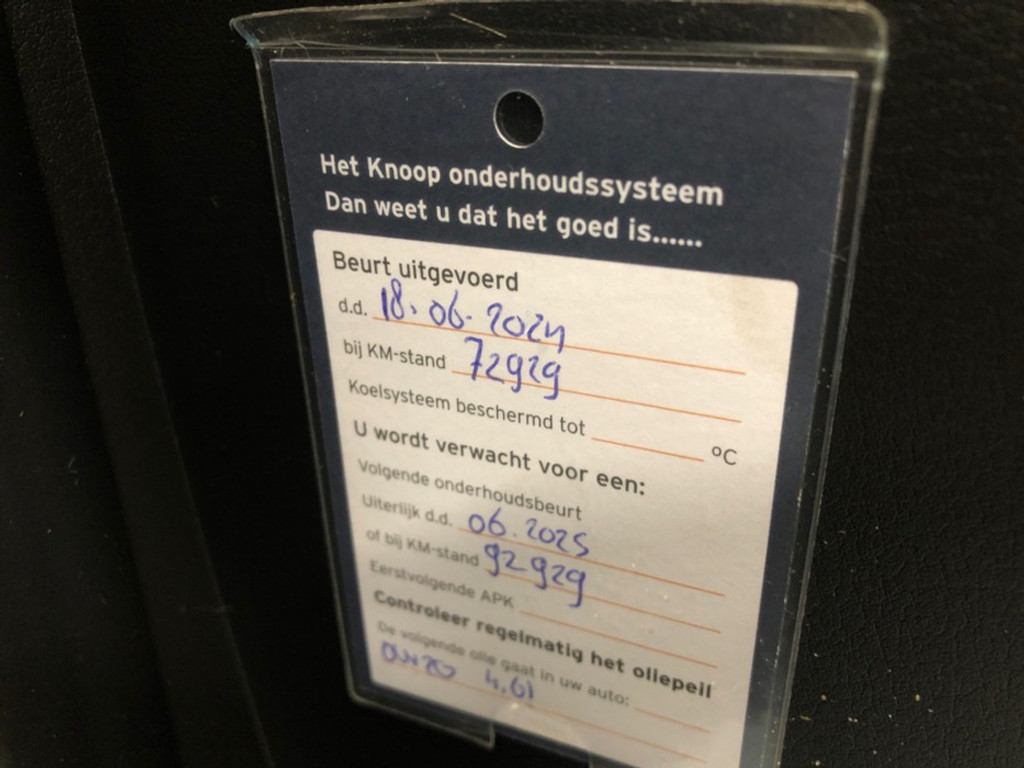 Het Knoop onderhoudssysteem
Dan weet u dat het goed is......
Beurt uitgevoerd
d.d. 18.06.2024
bij KM-stand 72929
Koelsysteem beschermd tot °C
U wordt verwacht voor een:
Volgende onderhoudsbeurt
Uiterlijk d.d. 06.2025
of bij KM-stand 92929
Eerstvolgende APK
Controleer regelmatig het oliepeil
De volgende olie gaat in uw auto:
0W20 4,61